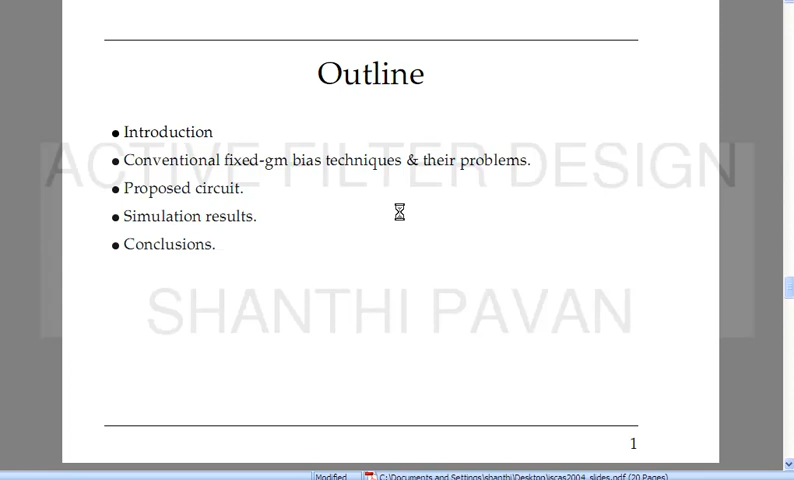 Outline
● Introduction
● Conventional fixed-gm bias techniques & their problems.
ACTIVE FILTER DESIGN
● Proposed circuit.
● Simulation results.
● Conclusions.
SHANTHI PAVAN
1
Modified
C:\Documents and Settings\shanthi\Desktop\iscas2004_slides.pdf (20 Pages)